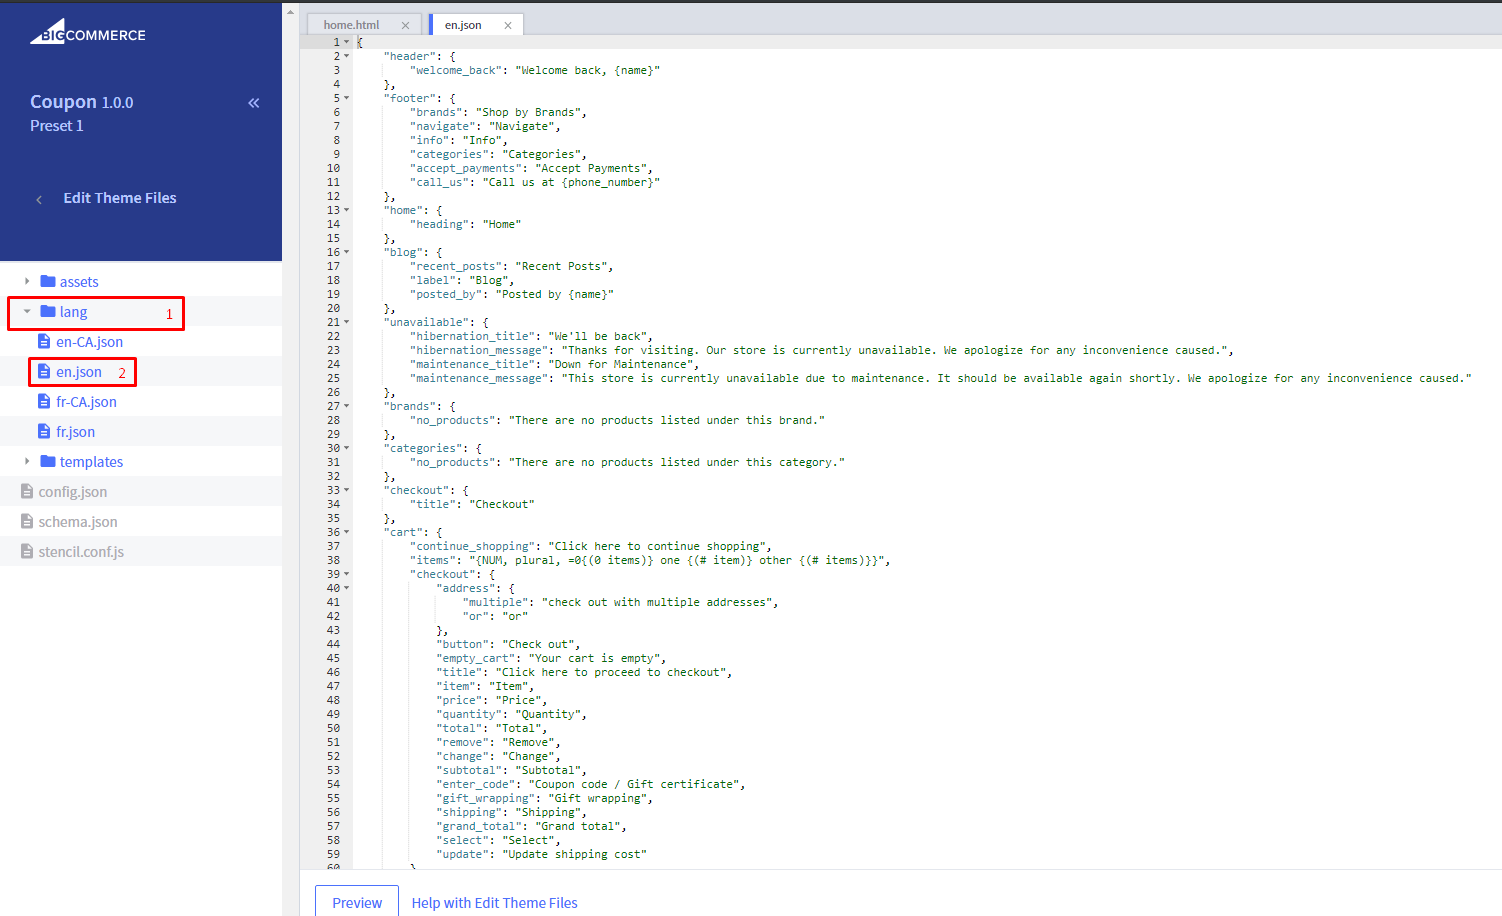 BIGCOMMERCE
Coupon 1.0.0
Preset 1
Edit Theme Files
assets
lang 1
en-CA.json
en.json 2
fr-CA.json
fr.json
templates
config.json
schema.json
stencil.conf.js
home.html
en.json
1 {
2 "header": {
3 "welcome_back": "Welcome back, {name}"
4 },
5 "footer": {
6 "brands": "Shop by Brands",
7 "navigate": "Navigate",
8 "info": "Info",
9 "categories": "Categories",
10 "accept_payments": "Accept Payments",
11 "call_us": "Call us at {phone_number}"
12 },
13 "home": {
14 "heading": "Home"
15 },
16 "blog": {
17 "recent_posts": "Recent Posts",
18 "label": "Blog",
19 "posted_by": "Posted by {name}"
20 },
21 "unavailable": {
22 "hibernation_title": "We'll be back",
23 "hibernation_message": "Thanks for visiting. Our store is currently unavailable. We apologize for any inconvenience caused.",
24 "maintenance_title": "Down for Maintenance",
25 "maintenance_message": "This store is currently unavailable due to maintenance. It should be available again shortly. We apologize for any inconvenience caused."
26 },
27 "brands": {
28 "no_products": "There are no products listed under this brand."
29 },
30 "categories": {
31 "no_products": "There are no products listed under this category."
32 },
33 "checkout": {
34 "title": "Checkout"
35 },
36 "cart": {
37 "continue_shopping": "Click here to continue shopping",
38 "items": "{NUM, plural, =0{(0 items)} one {(# item)} other {(# items)}}",
39 "checkout": {
40 "address": {
41 "multiple": "check out with multiple addresses",
42 "or": "or"
43 },
44 "button": "Check out",
45 "empty_cart": "Your cart is empty",
46 "title": "Click here to proceed to checkout",
47 "item": "Item",
48 "price": "Price",
49 "quantity": "Quantity",
50 "total": "Total",
51 "remove": "Remove",
52 "change": "Change",
53 "subtotal": "Subtotal",
54 "enter_code": "Coupon code / Gift certificate",
55 "gift_wrapping": "Gift wrapping",
56 "shipping": "Shipping",
57 "grand_total": "Grand total",
58 "select": "Select",
59 "update": "Update shipping cost"
60 }
Preview
Help with Edit Theme Files